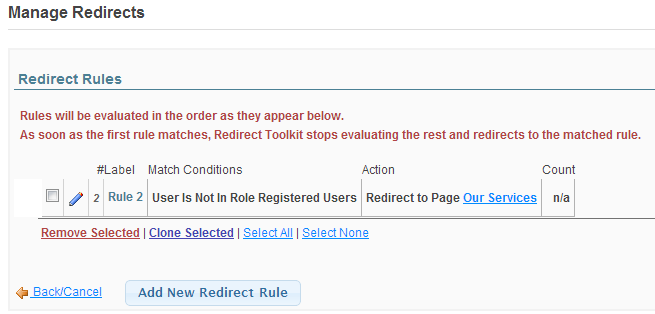 Manage Redirects
Redirect Rules
Rules will be evaluated in the order as they appear below.
As soon as the first rule matches, Redirect Toolkit stops evaluating the rest and redirects to the matched rule.
#Label Match Conditions Action Count
2 Rule 2 User Is Not In Role Registered Users Redirect to Page Our Services n/a
Remove Selected | Clone Selected | Select All | Select None
Back/Cancel Add New Redirect Rule